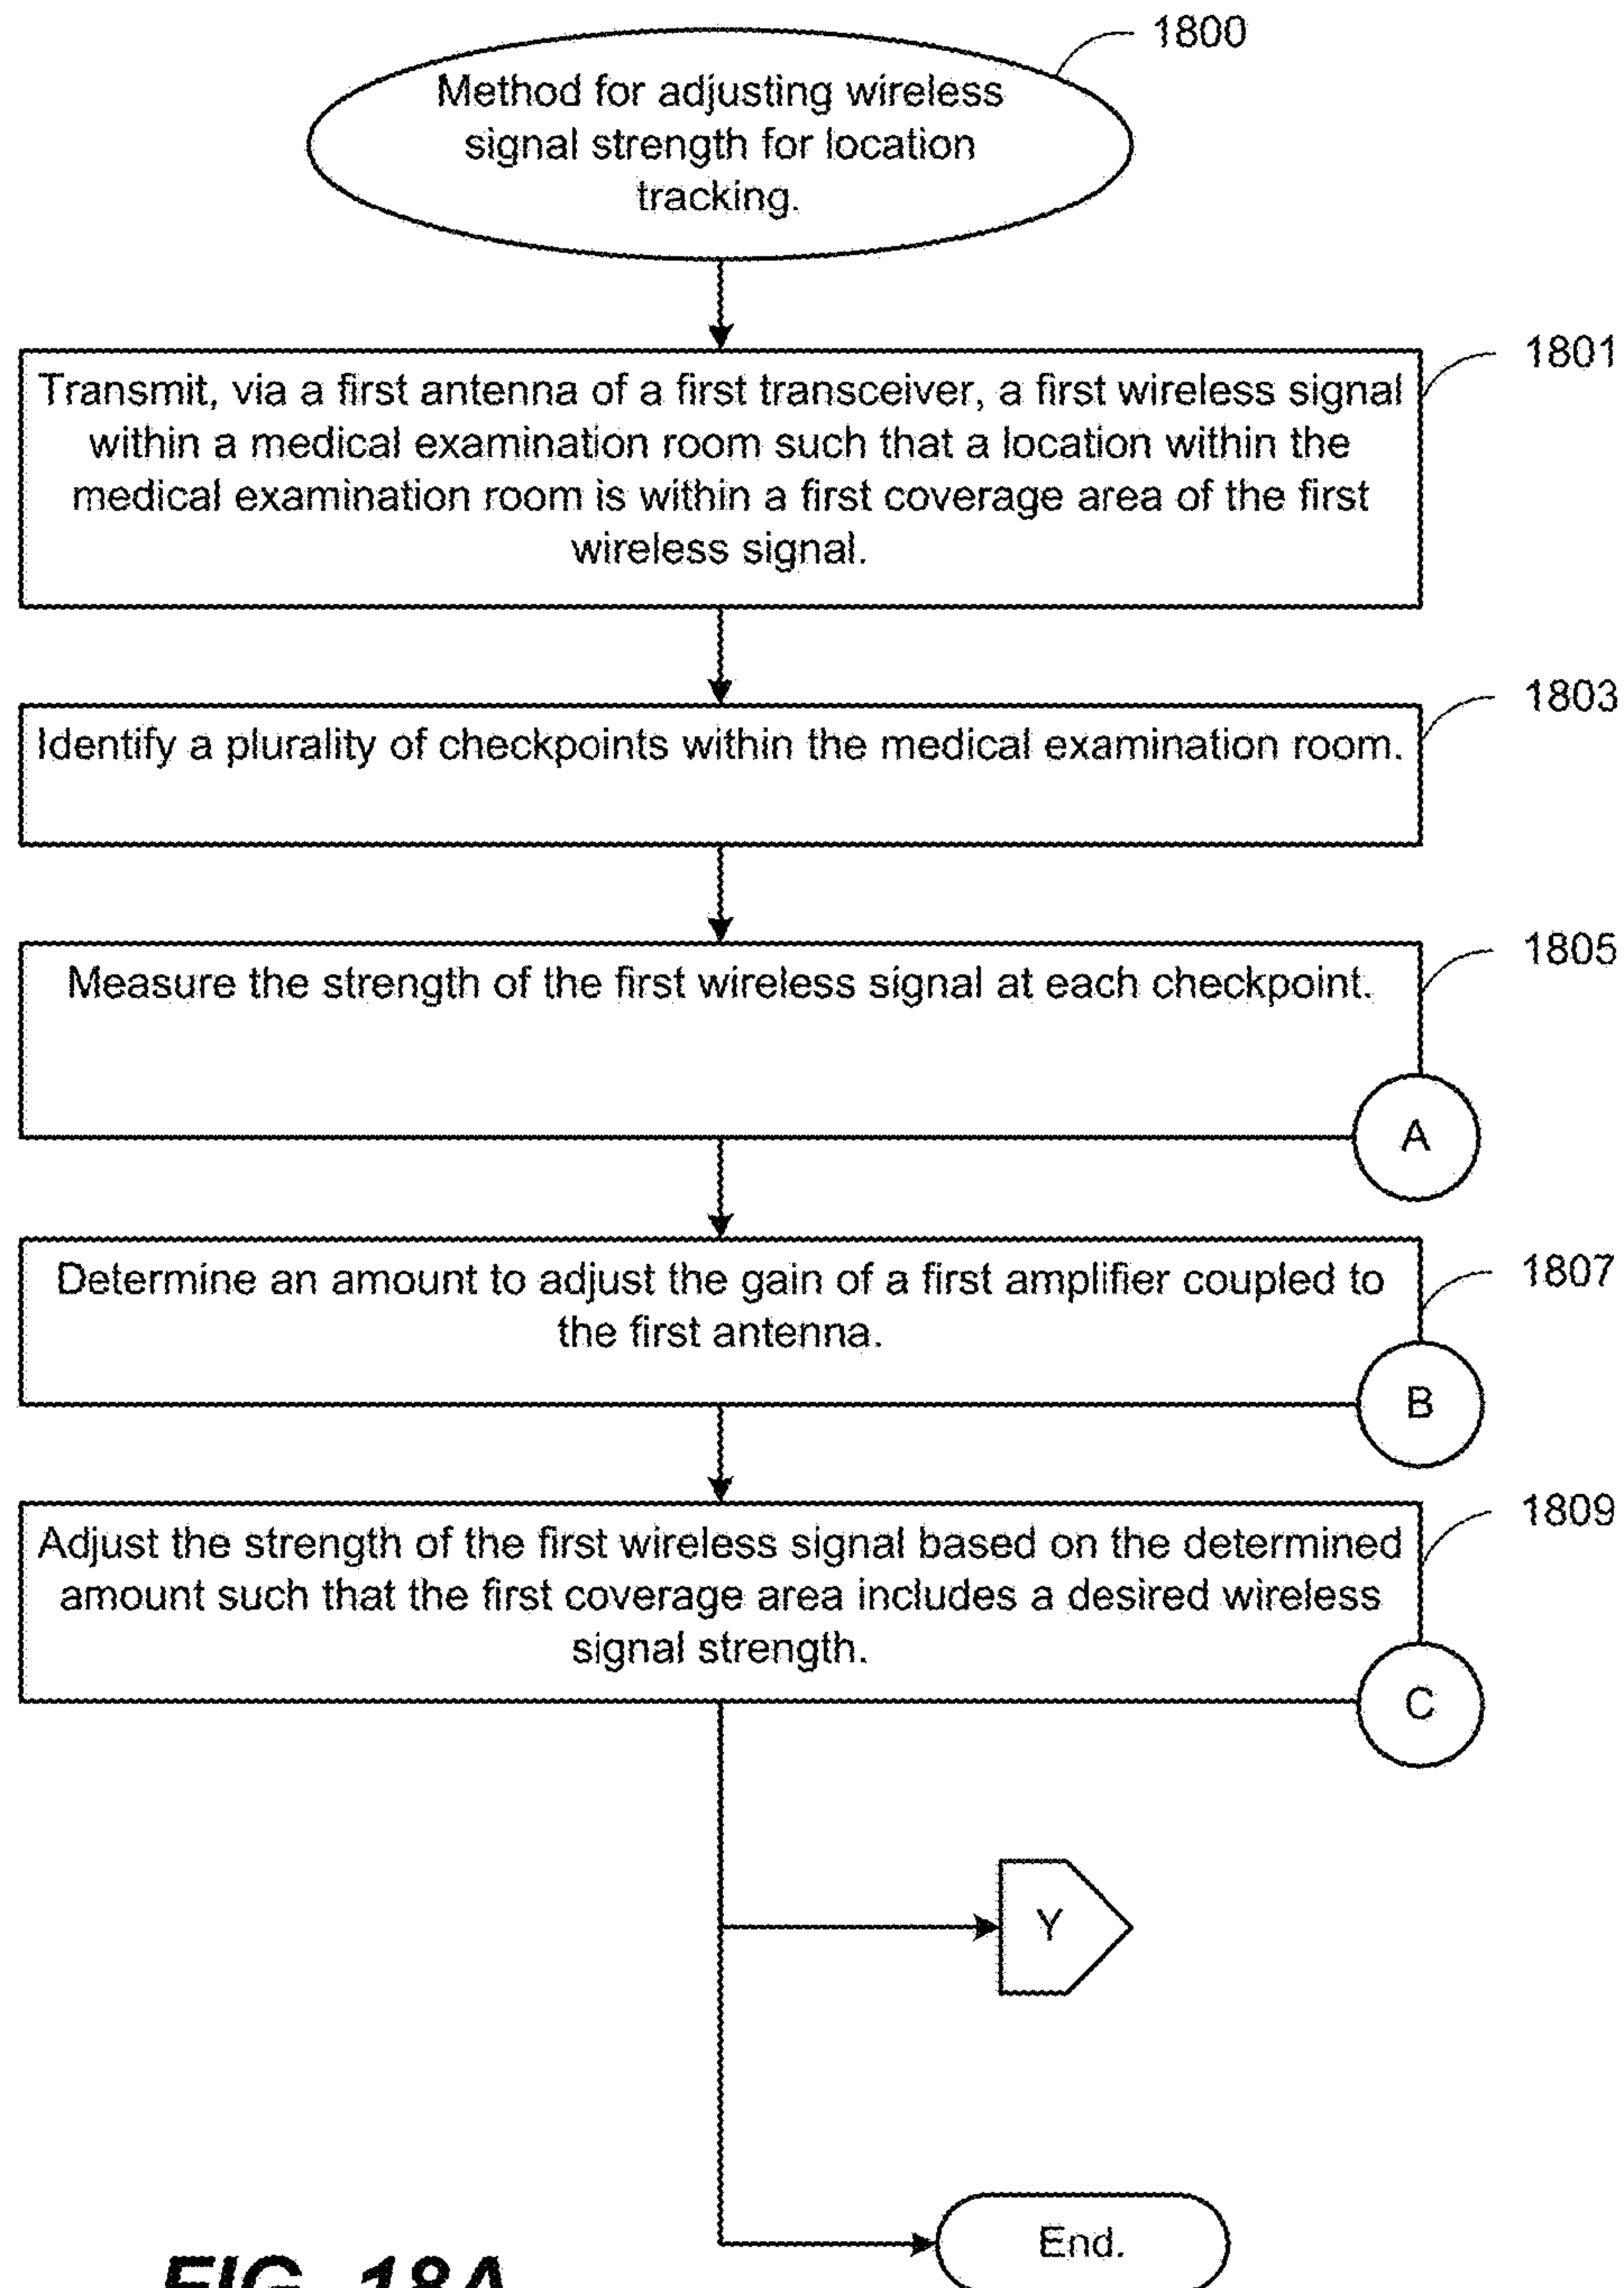 1800
Method for adjusting wireless
signal strength for location
tracking.
1801
Transmit, via a first antenna of a first transceiver, a first wireless signal
within a medical examination room such that a location within the
medical examination room is within a first coverage area of the first
wireless signal.
1803
Identify a plurality of checkpoints within the medical examination room.
1805
Measure the strength of the first wireless signal at each checkpoint.
A
1807
Determine an amount to adjust the gain of a first amplifier coupled to
the first antenna.
B
1809
Adjust the strength of the first wireless signal based on the determined
amount such that the first coverage area includes a desired wireless
signal strength.
C
Y
End.
FIG. 18A